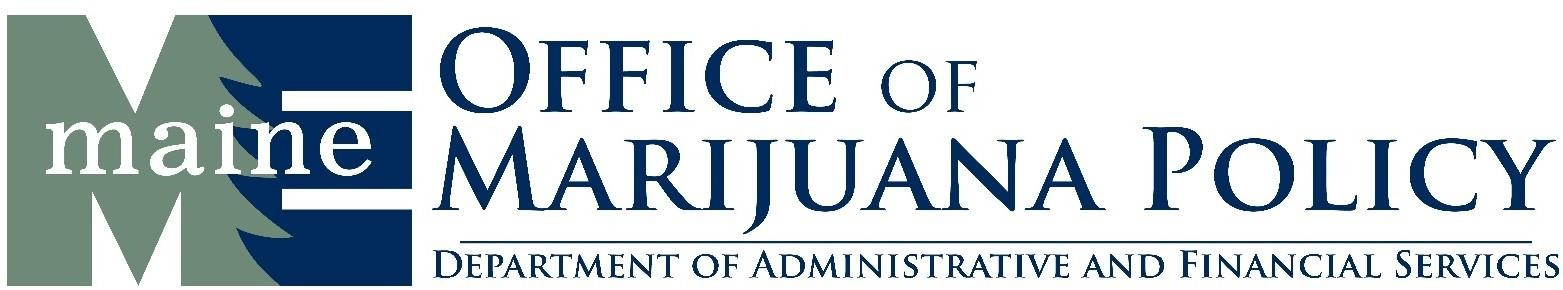 maine
OFFICE OF
MARIJUANA POLICY
DEPARTMENT OF ADMINISTRATIVE AND FINANCIAL SERVICES